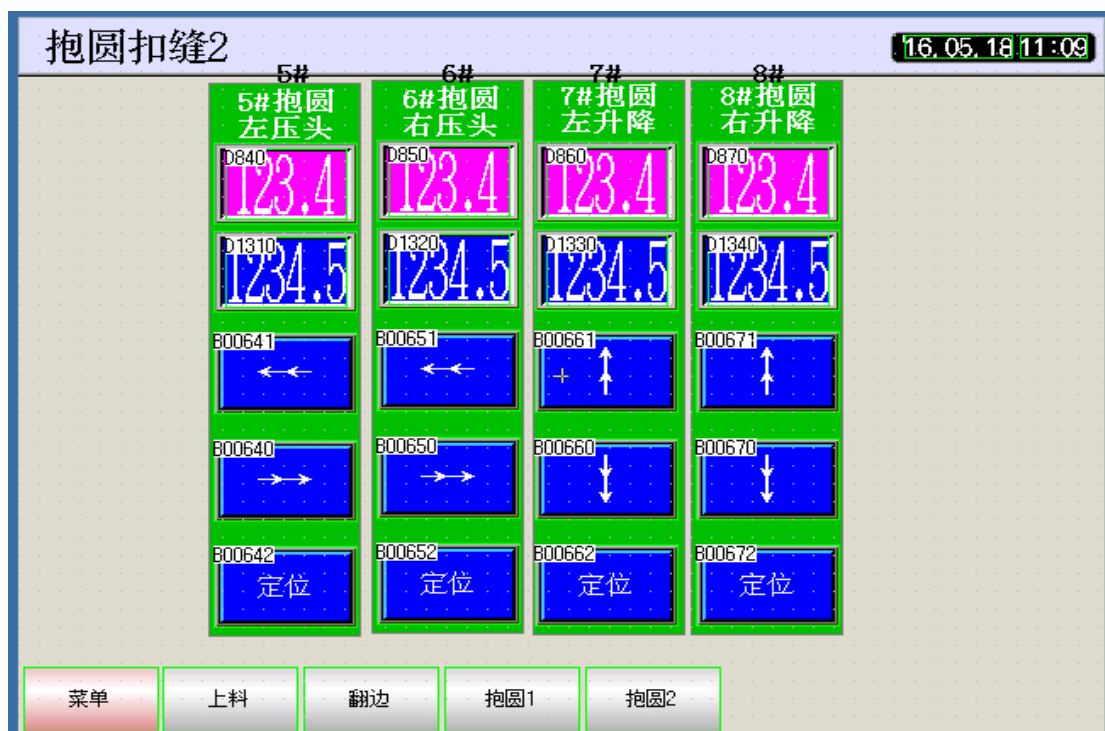 抱圆扣缝2
16. 05. 18 11:09
5# 6# 7# 8#
5#抱圆 6#抱圆 7#抱圆 8#抱圆
左压头 右压头 左升降 右升降
D840 D850 D860 D870
123.4 123.4 123.4 123.4
D1310 D1320 D1330 D1340
1234.5 1234.5 1234.5 1234.5
B00641 B00651 B00661 B00671
B00640 B00650 B00660 B00670
B00642 B00652 B00662 B00672
定位 定位 定位 定位
菜单 上料 翻边 抱圆1 抱圆2